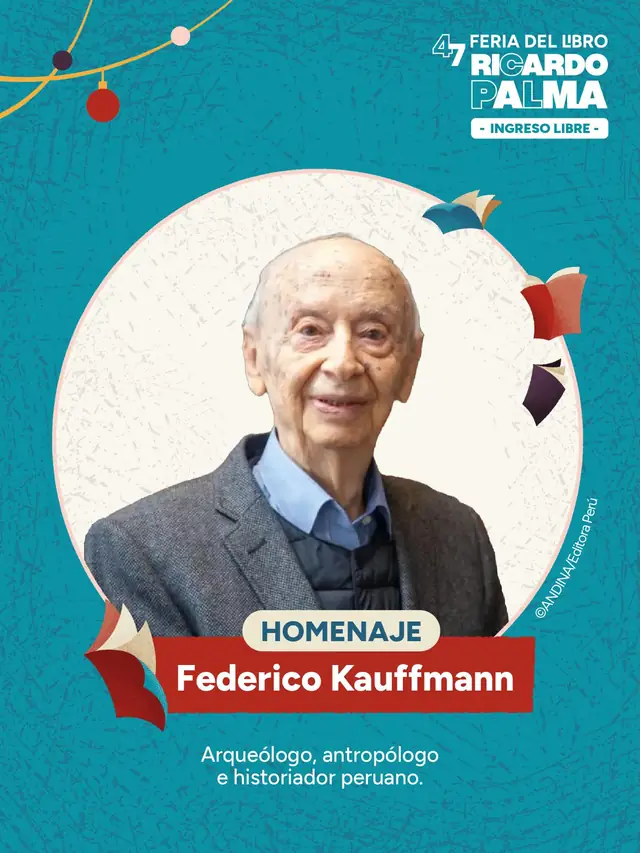 47 FERIA DEL LIBRO
RICARDO
PALMA
- INGRESO LIBRE -
©ANDINA/Editora Perú
HOMENAJE
Federico Kauffmann
Arqueólogo, antropólogo
e historiador peruano.